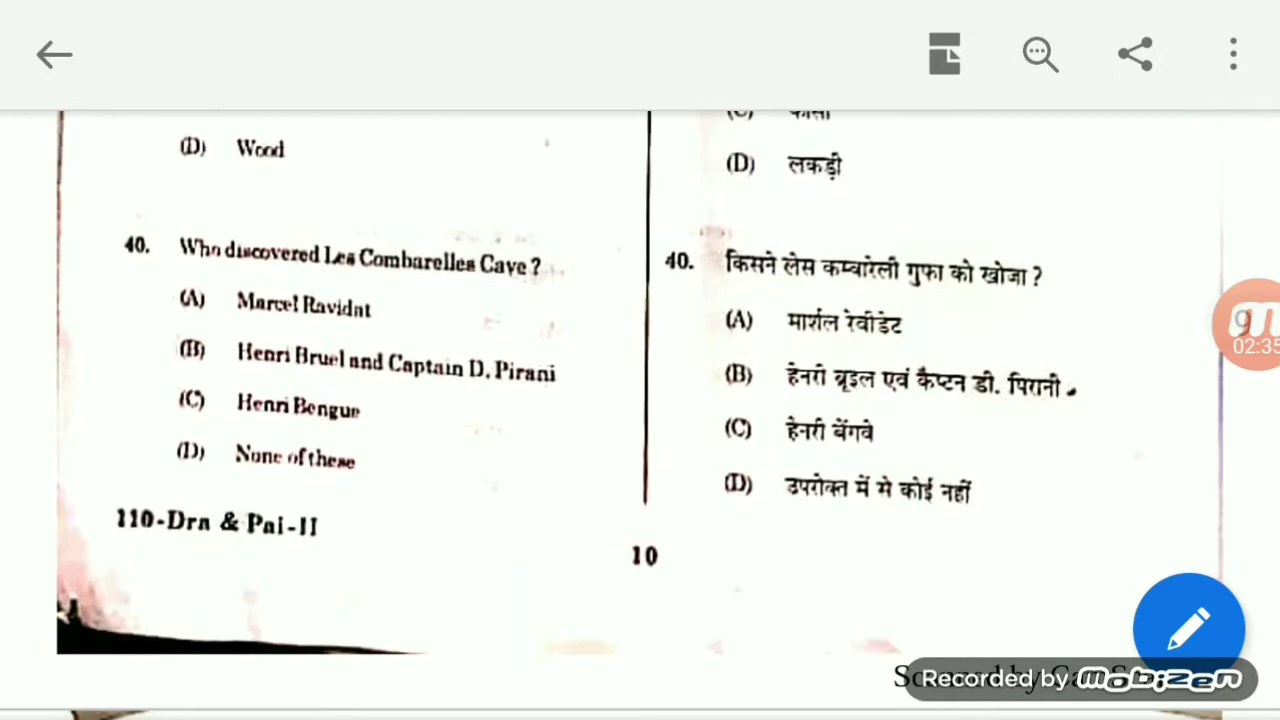 (D) Wood
40. Who discovered Les Combarelles Cave ?
(A) Marcel Ravidat
(B) Henri Bruel and Captain D. Pirani
(C) Henri Bengue
(D) None of these
110-Dra & Pai-II
(D) लकड़ी
40. किसने लेस कम्बारेली गुफा को खोजा ?
(A) मार्शल रेवीडेट
(B) हेनरी ब्रूइल एवं कैप्टन डी. पिरानी
(C) हेनरी बेंगवे
(D) उपरोक्त में से कोई नहीं
10
02:35
Recorded by mobizen